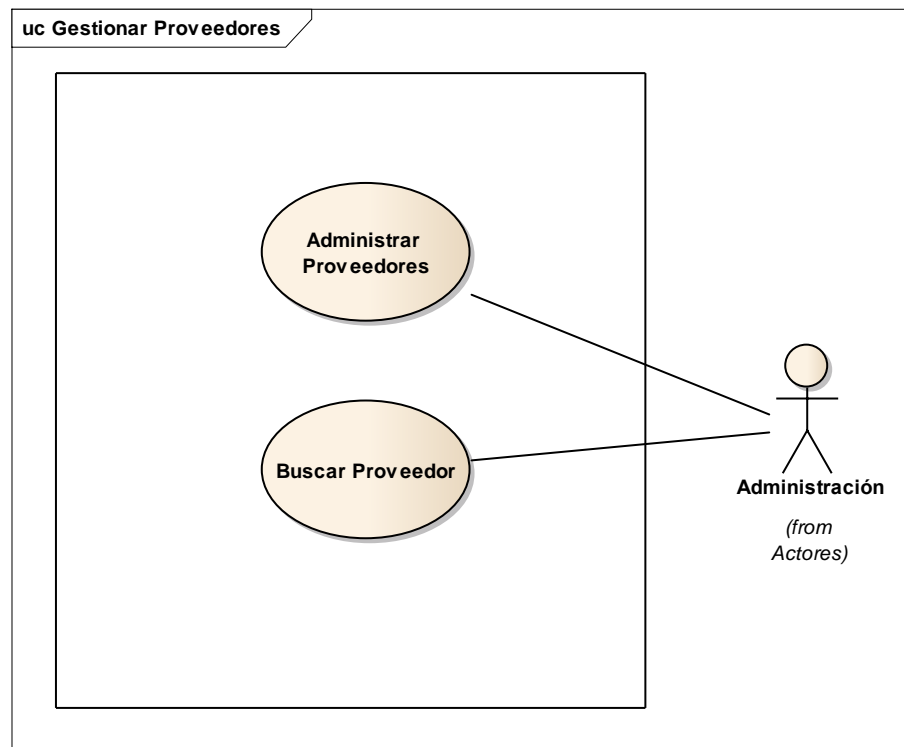 uc Gestionar Proveedores
Administrar
Proveedores
Buscar Proveedor
Administración
(from
Actores)